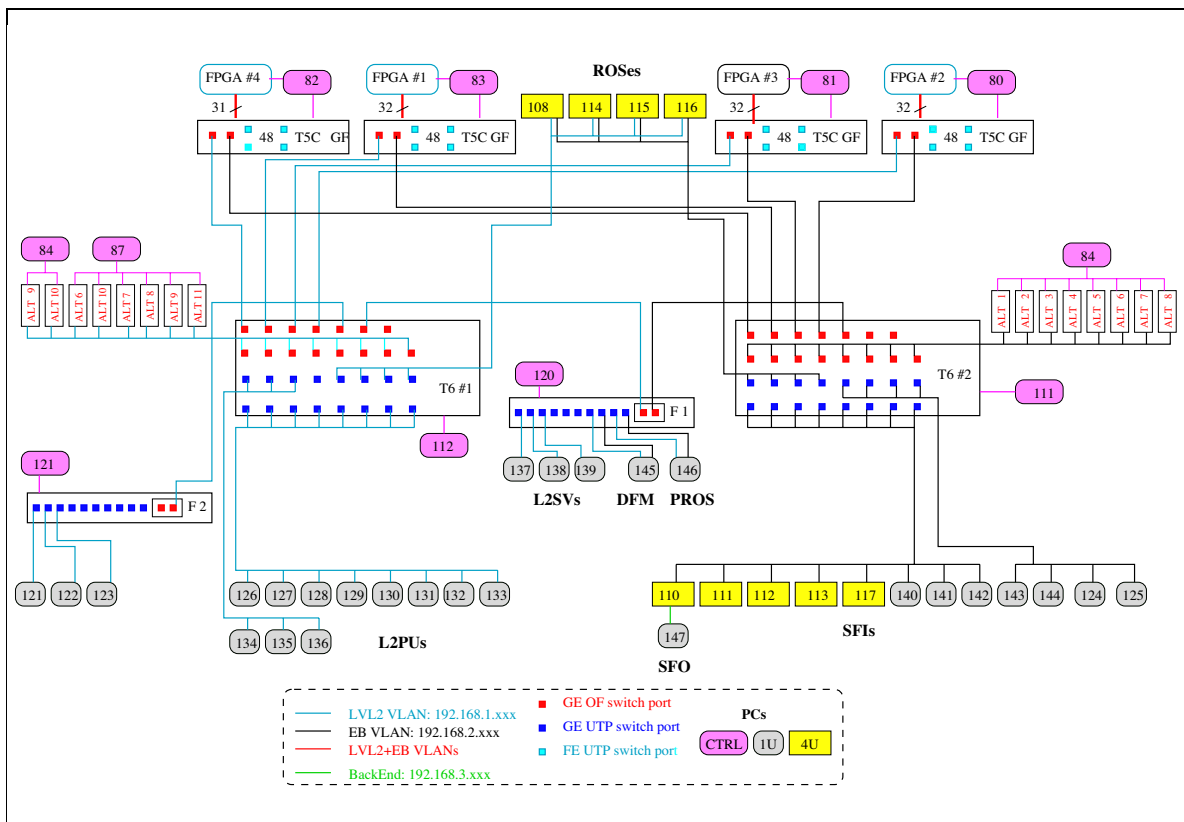 FPGA #4
82
FPGA #1
83
ROSes
FPGA #3
81
FPGA #2
80
31
32
108
114
115
116
32
32
48
T5C GF
48
T5C GF
48
T5C GF
48
T5C GF
84
87
84
ALT 9
ALT 10
ALT 6
ALT 10
ALT 7
ALT 8
ALT 9
ALT 11
ALT 1
ALT 2
ALT 3
ALT 4
ALT 5
ALT 6
ALT 7
ALT 8
T6 #1
120
T6 #2
111
F 1
112
121
137
138
139
145
146
L2SVs
DFM
PROS
F 2
121
122
123
126
127
128
129
130
131
132
133
110
111
112
113
117
140
141
142
143
144
124
125
134
135
136
L2PUs
147
SFIs
SFO
LVL2 VLAN: 192.168.1.xxx
EB VLAN: 192.168.2.xxx
LVL2+EB VLANs
BackEnd: 192.168.3.xxx
GE OF switch port
GE UTP switch port
FE UTP switch port
PCs
CTRL
1U
4U